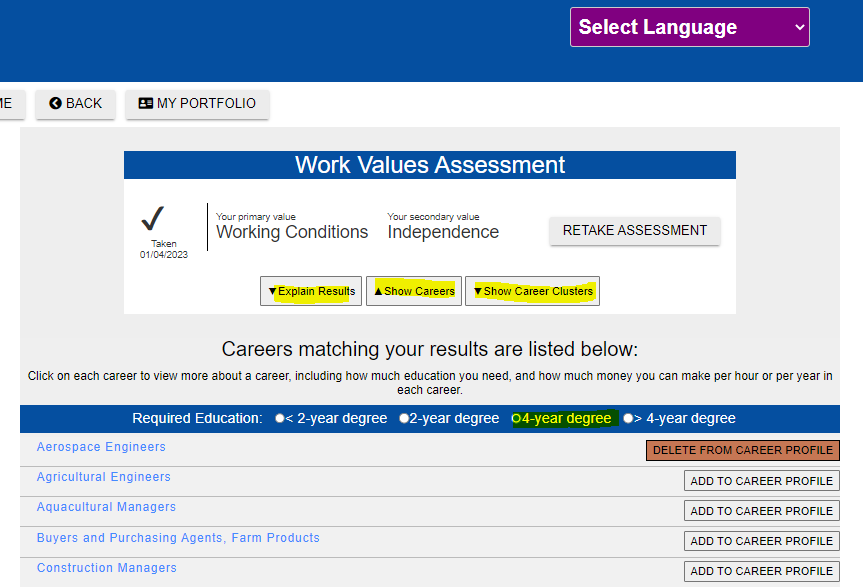 Select Language
ME
BACK
MY PORTFOLIO
Work Values Assessment
Taken
01/04/2023
Your primary value
Working Conditions
Your secondary value
Independence
RETAKE ASSESSMENT
▼Explain Results ▲Show Careers ▼Show Career Clusters
Careers matching your results are listed below:
Click on each career to view more about a career, including how much education you need, and how much money you can make per hour or per year in
each career.
Required Education: < 2-year degree 2-year degree 4-year degree > 4-year degree
Aerospace Engineers DELETE FROM CAREER PROFILE
Agricultural Engineers ADD TO CAREER PROFILE
Aquacultural Managers ADD TO CAREER PROFILE
Buyers and Purchasing Agents, Farm Products ADD TO CAREER PROFILE
Construction Managers ADD TO CAREER PROFILE